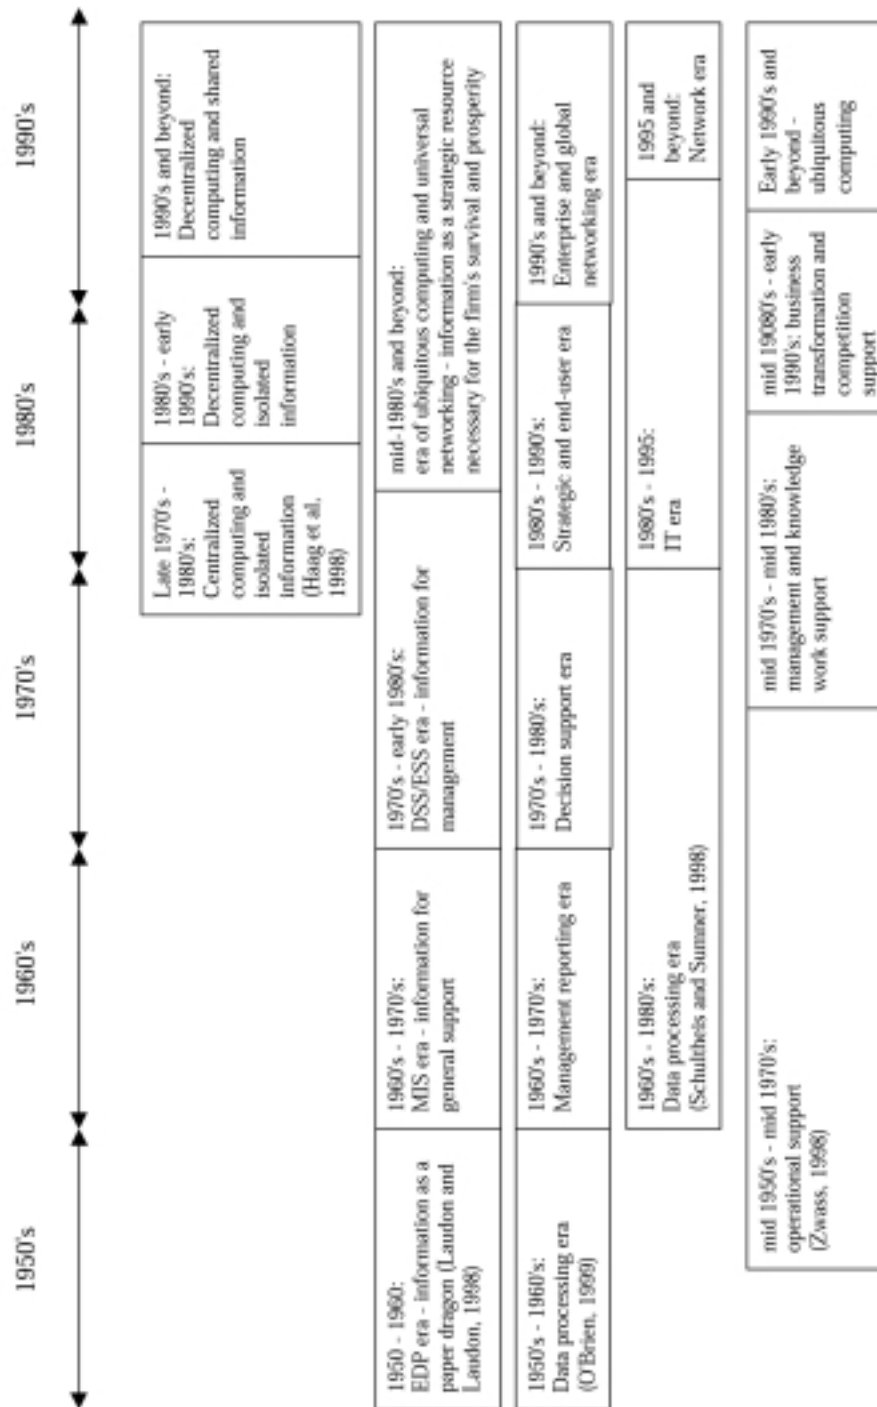 1950's
1960's
1970's
1980's
1990's
Late 1970's -
1980's:
Centralized
computing and
isolated
information
(Haag et al.
1998)
1980's - early
1990's:
Decentralized
computing and
isolated
information
1990's and beyond:
Decentralized
computing and shared
information
1950 - 1960:
EDP era - information as a
paper dragon (Laudon and
Laudon, 1998)
1960's - 1970's:
MIS era - information for
general support
1970's - early 1980's:
DSS/ESS era - information for
management
mid-1980's and beyond:
era of ubiquitous computing and universal
networking - information as a strategic resource
necessary for the firm's survival and prosperity
1950's - 1960's:
Data processing era
(O'Brien, 1999)
1960's - 1970's:
Management reporting era
1970's - 1980's:
Decision support era
1980's - 1990's:
Strategic and end-user era
1990's and beyond:
Enterprise and global
networking era
1960's - 1980's:
Data processing era
(Schultheis and Sumner, 1998)
1980's - 1995:
IT era
1995 and
beyond:
Network era
mid 1950's - mid 1970's:
operational support
(Zwass, 1998)
mid 1970's - mid 1980's:
management and knowledge
work support
mid 19080's - early
1990's: business
transformation and
competition
support
Early 1990's and
beyond -
ubiquitous
computing